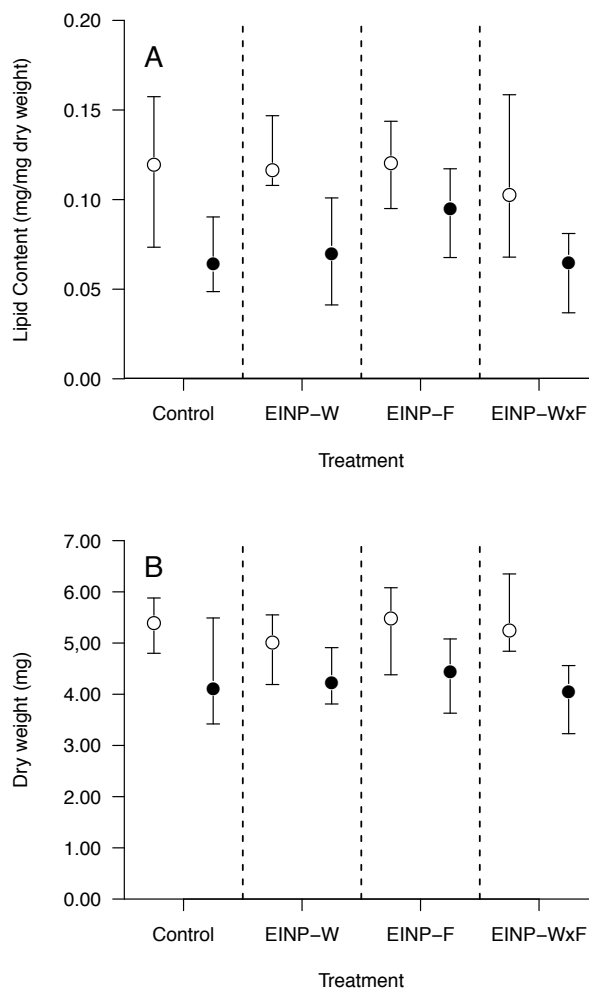 A
Lipid Content (mg/mg dry weight)
0.20
0.15
0.10
0.05
0.00
Control EINP−W EINP−F EINP−WxF
Treatment
B
Dry weight (mg)
7.00
6.00
5.00
4.00
3.00
2.00
1.00
0.00
Control EINP−W EINP−F EINP−WxF
Treatment